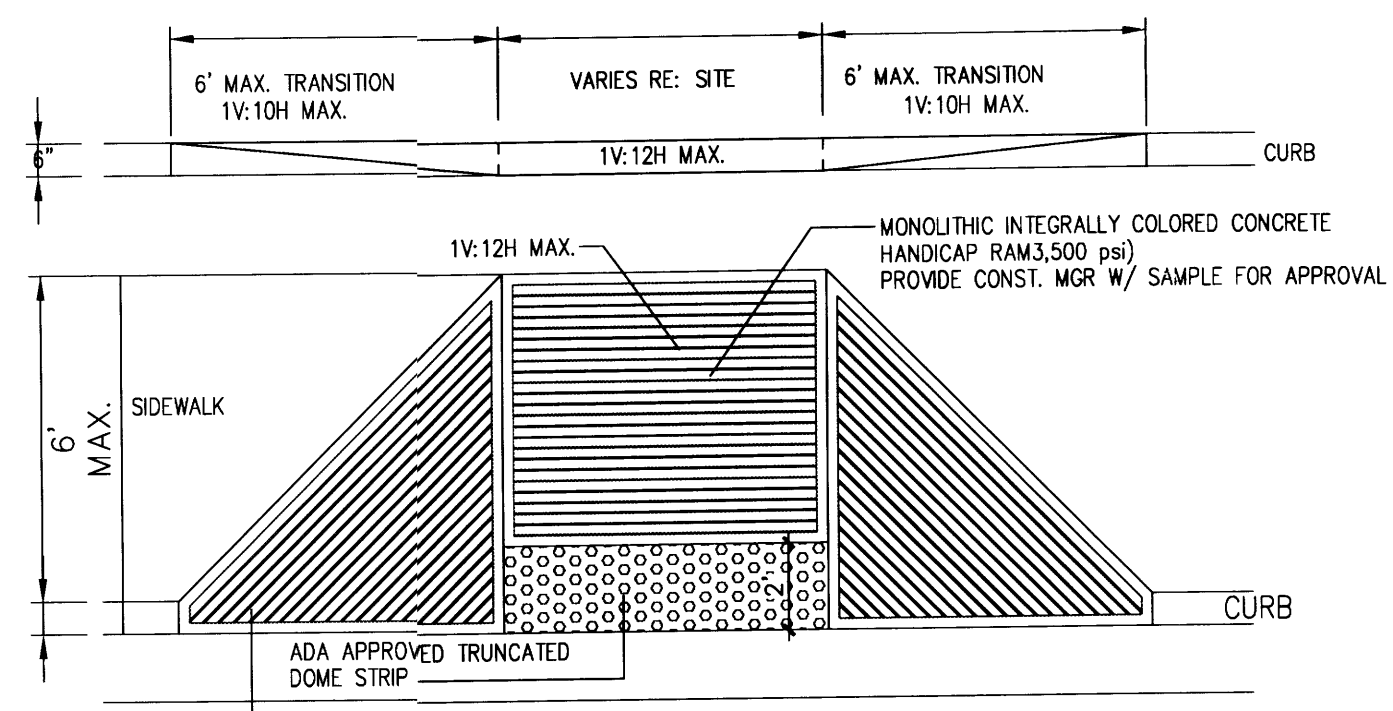 6' MAX. TRANSITION
1V:10H MAX.
VARIES RE: SITE
6' MAX. TRANSITION
1V:10H MAX.
6"
1V:12H MAX.
CURB
1V:12H MAX.
MONOLITHIC INTEGRALLY COLORED CONCRETE
HANDICAP RAM3,500 psi)
PROVIDE CONST. MGR W/ SAMPLE FOR APPROVAL
6'
MAX.
SIDEWALK
2'
CURB
ADA APPROVED TRUNCATED
DOME STRIP